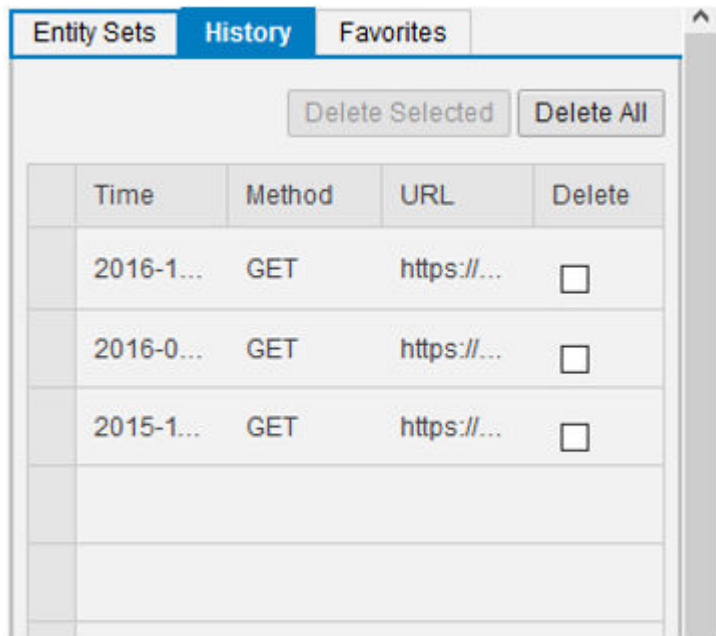 Entity Sets History Favorites
Delete Selected Delete All
Time Method URL Delete
2016-1... GET https://...
2016-0... GET https://...
2015-1... GET https://...